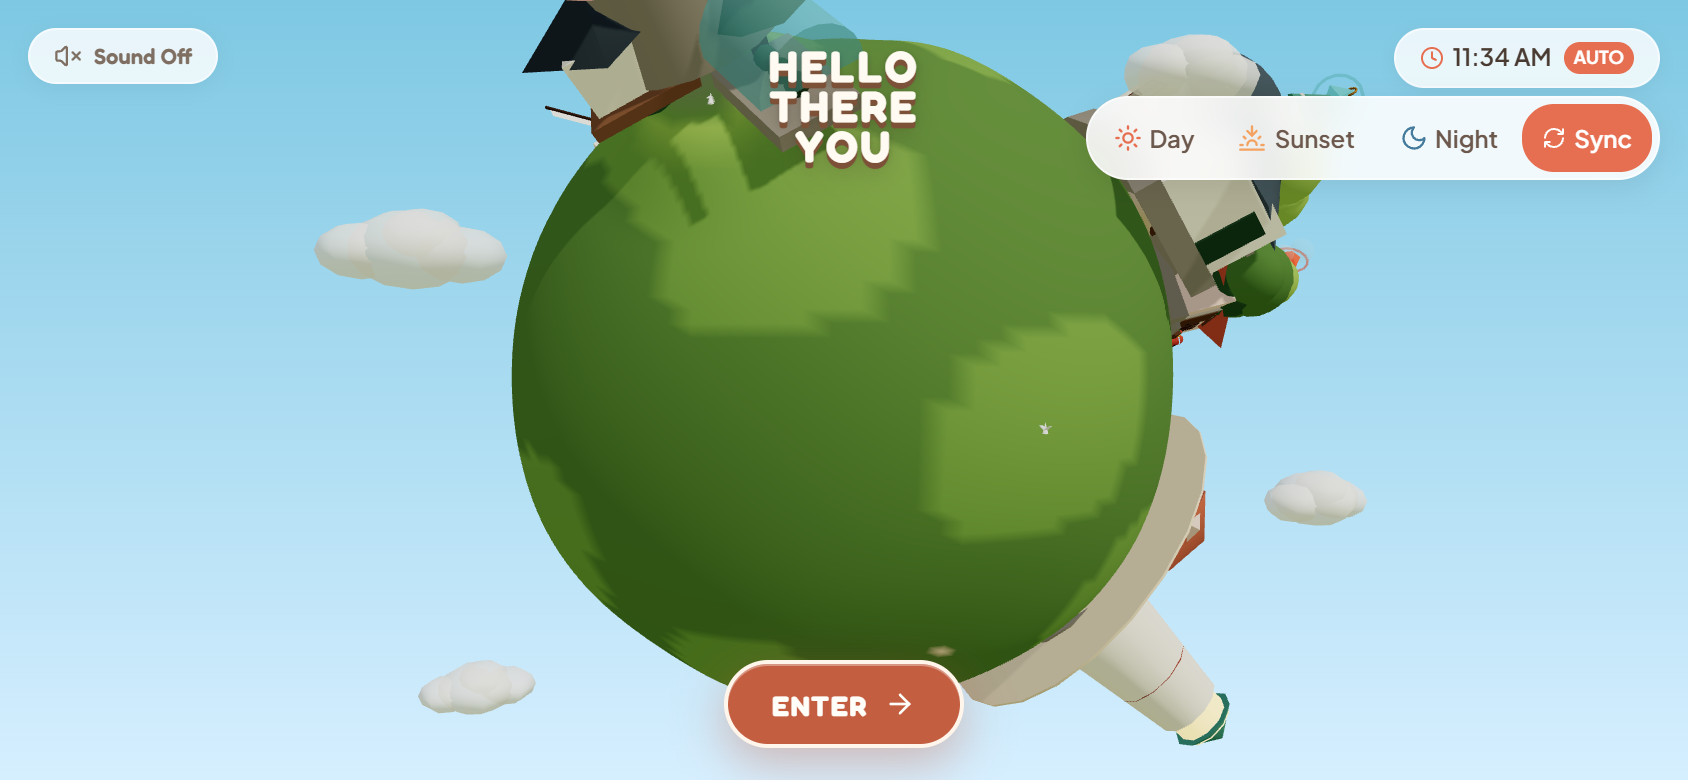 Sound Off
HELLO
THERE
YOU
11:34 AM AUTO
Day Sunset Night Sync
ENTER